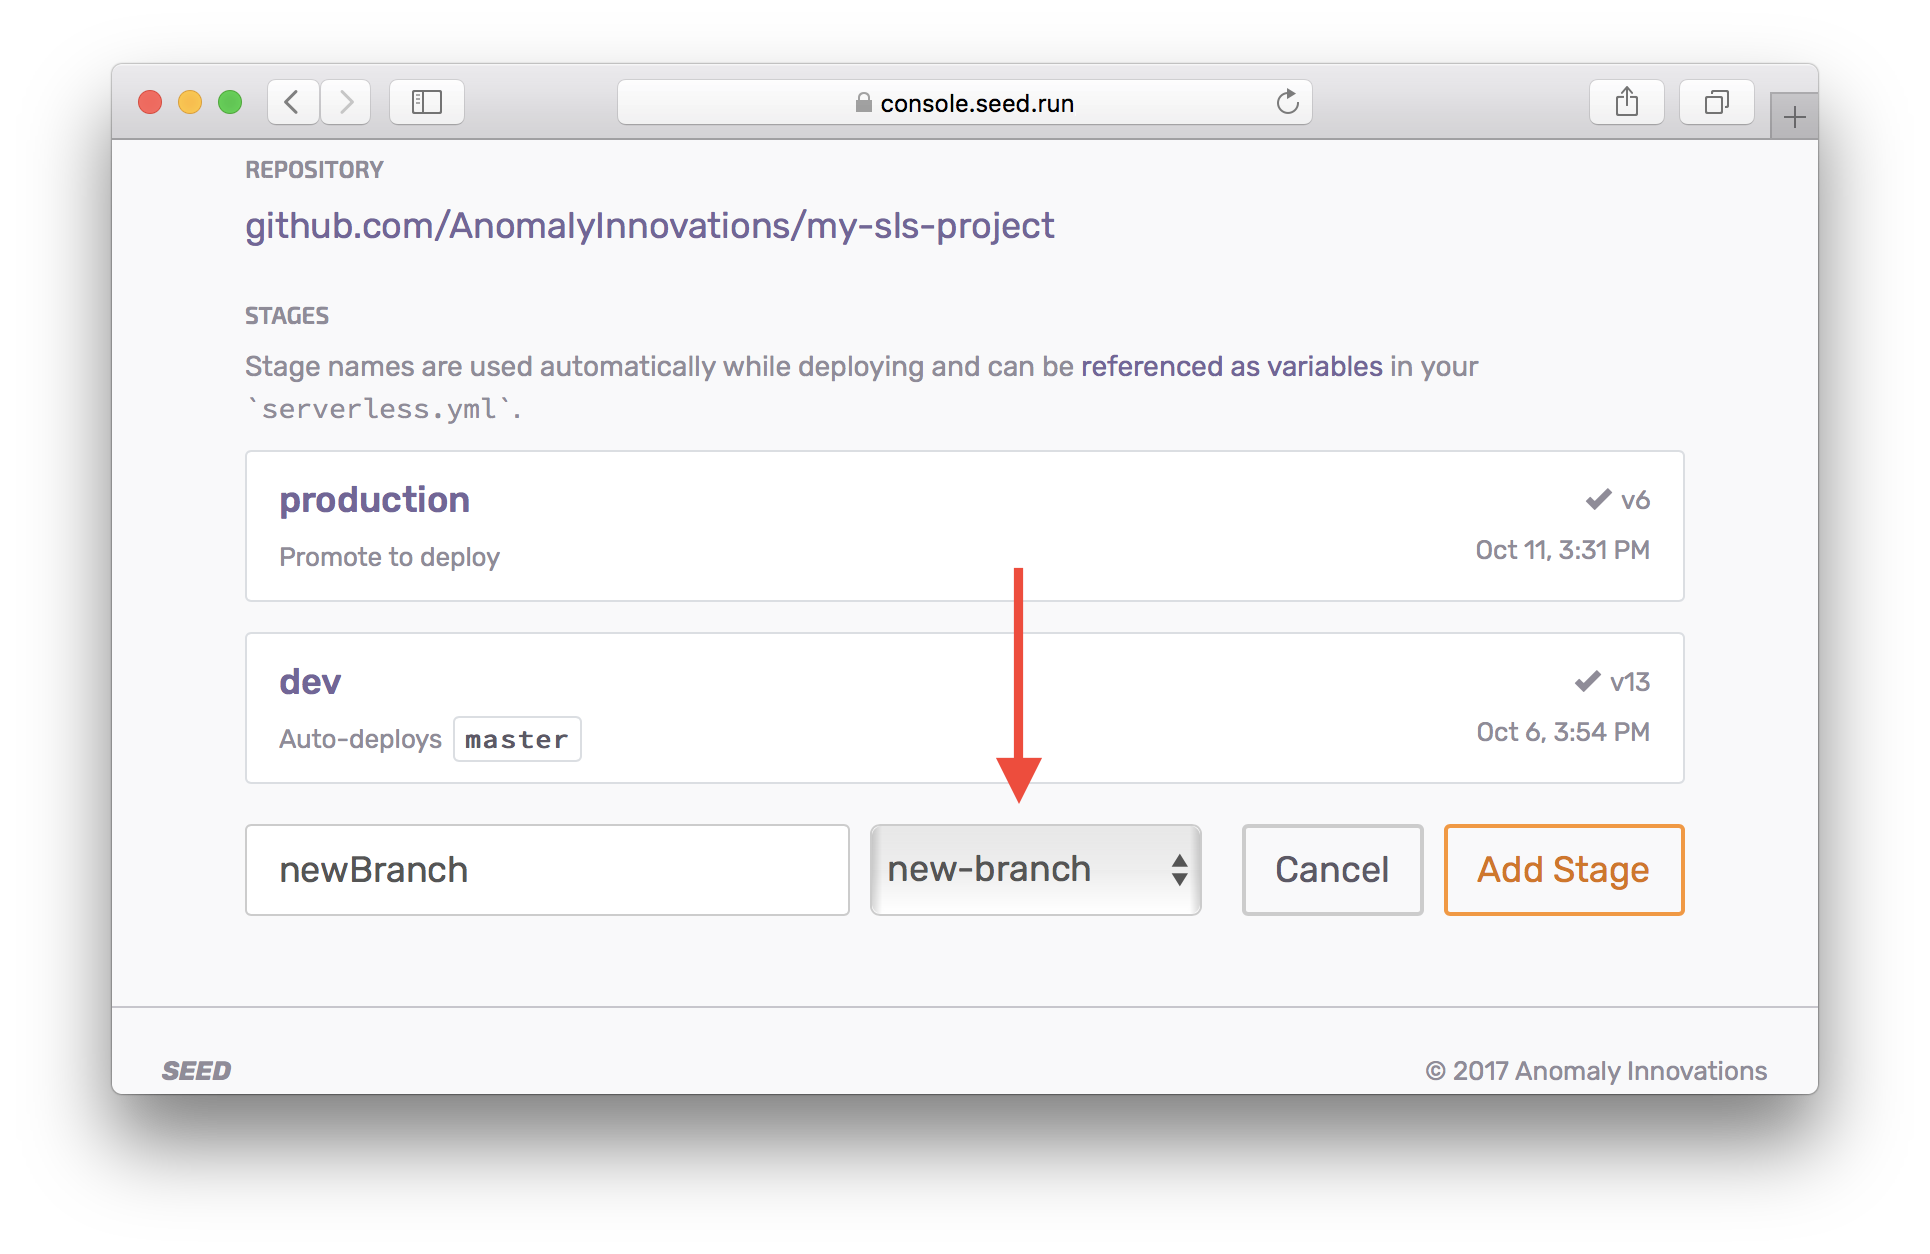 console.seed.run
REPOSITORY
github.com/AnomalyInnovations/my-sls-project
STAGES
Stage names are used automatically while deploying and can be referenced as variables in your
`serverless.yml`.
production
✔ v6
Promote to deploy
Oct 11, 3:31 PM
dev
✔ v13
Auto-deploys master
Oct 6, 3:54 PM
newBranch new-branch Cancel Add Stage
SEED © 2017 Anomaly Innovations